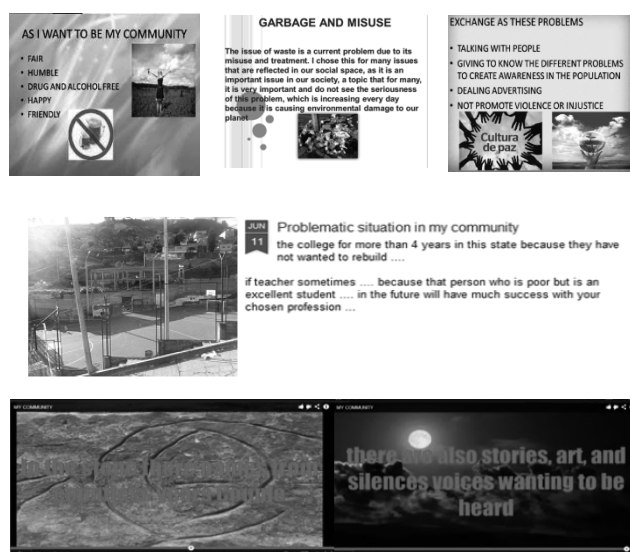 AS I WANT TO BE MY COMMUNITY
• FAIR
• HUMBLE
• DRUG AND ALCOHOL FREE
• HAPPY
• FRIENDLY
GARBAGE AND MISUSE
The issue of waste is a current problem due to its
misuse and treatment. I chose this for many issues
that are reflected in our social space, as it is an
important issue in our society, a topic that for many,
it is very important and do not see the seriousness
of this problem, which is increasing every day
because it is causing environmental damage to our
planet
EXCHANGE AS THESE PROBLEMS
• TALKING WITH PEOPLE
• GIVING TO KNOW THE DIFFERENT PROBLEMS
TO CREATE AWARENESS IN THE POPULATION
• DEALING ADVERTISING
• NOT PROMOTE VIOLENCE OR INJUSTICE
Cultura
de paz
JUN
11
Problematic situation in my community
the college for more than 4 years in this state because they have
not wanted to rebuild ....
if teacher sometimes .... because that person who is poor but is an
excellent student .... in the future will have much success with your
chosen profession ...
MY COMMUNITY
MY COMMUNITY
there are also stories, art, and
silences voices wanting to be
heard